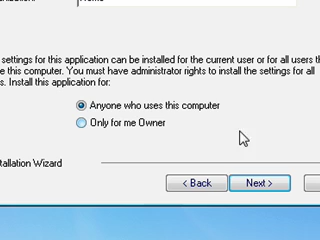 settings for this application can be installed for the current user or for all users
this computer. You must have administrator rights to install the settings for all
Install this application for:
Anyone who uses this computer
Only for me Owner
Wizard
< Back
Next >